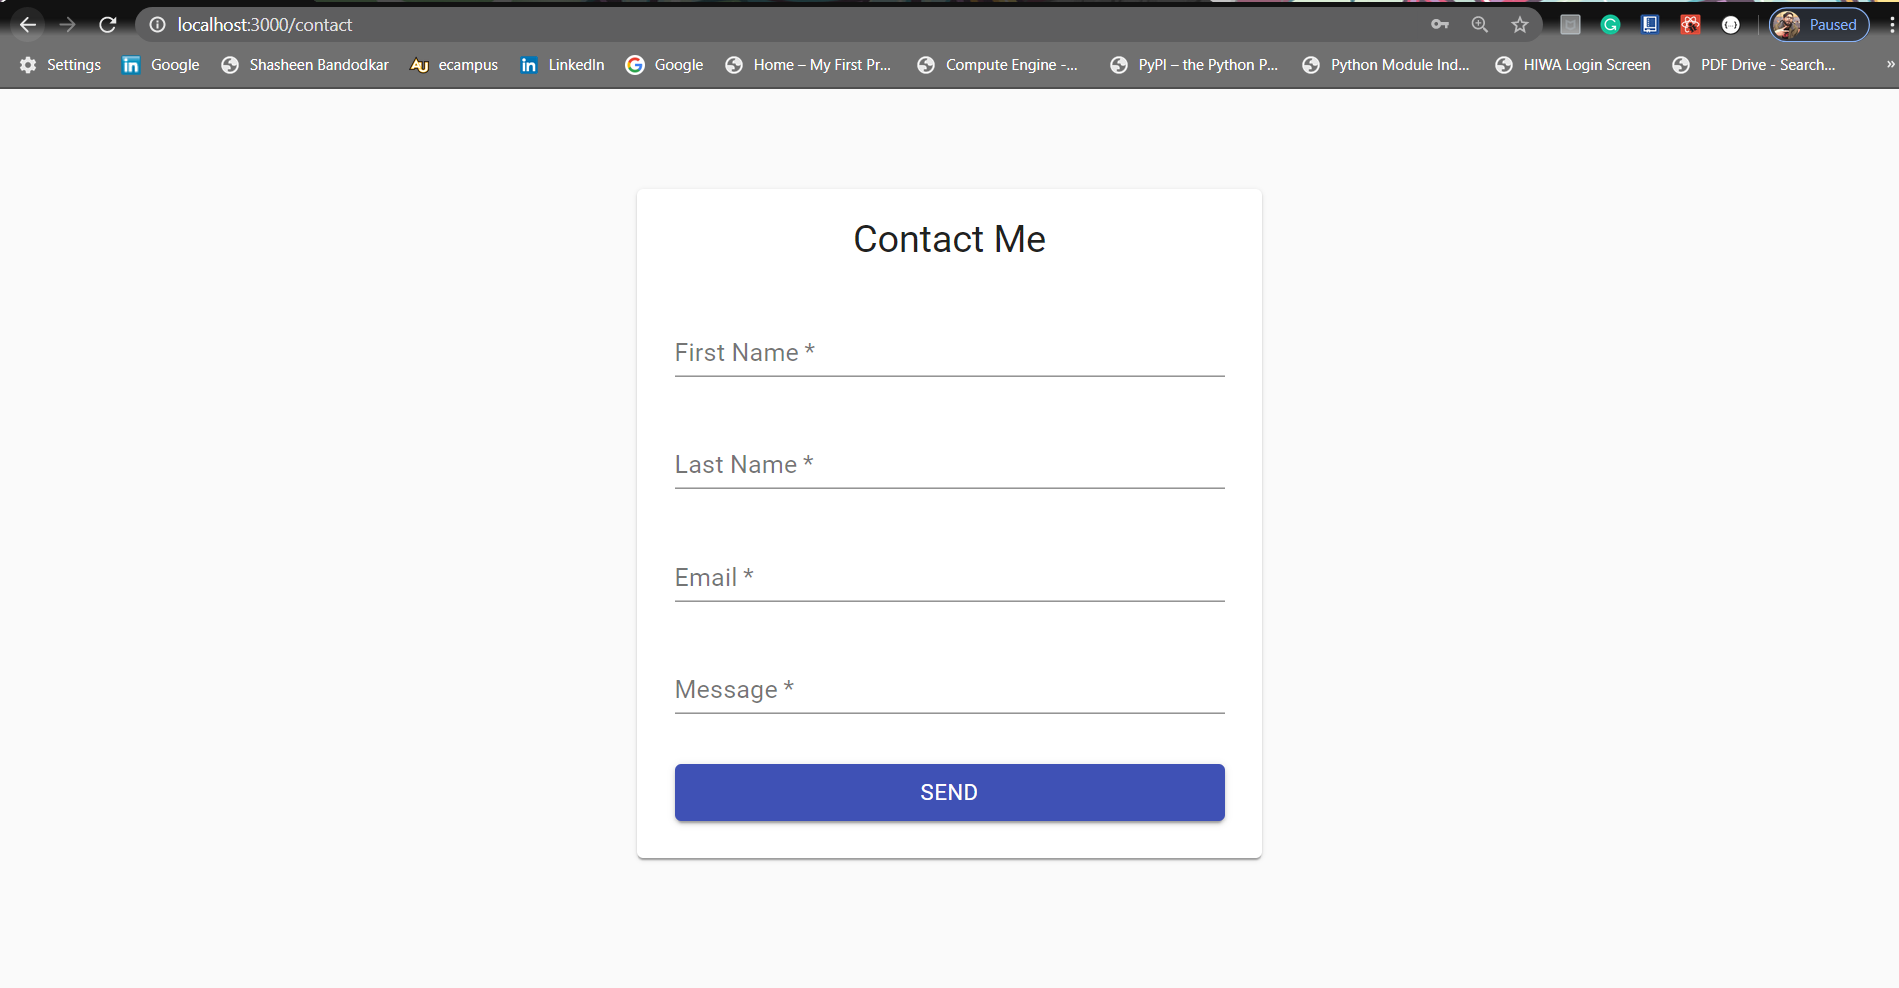 localhost:3000/contact
Paused
Settings Google Shasheen Bandodkar ecampus LinkedIn Google Home – My First Pr... Compute Engine -... PyPI – the Python P... Python Module Ind... HIWA Login Screen PDF Drive - Search... »
Contact Me
First Name *
Last Name *
Email *
Message *
SEND